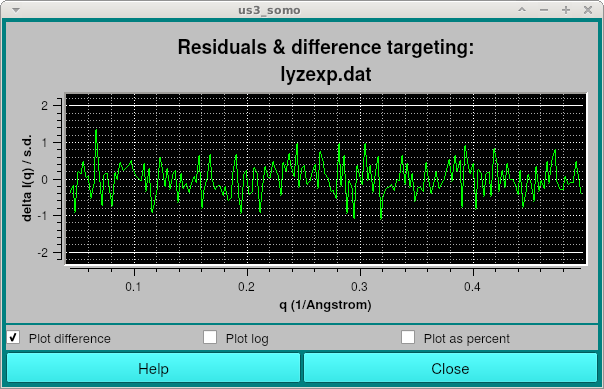 us3_somo
Residuals & difference targeting:
lyzexp.dat
delta I(q) / s.d.
2
1
0
-1
-2
0.1
0.2
0.3
0.4
q (1/Angstrom)
Plot difference
Plot log
Plot as percent
Help
Close